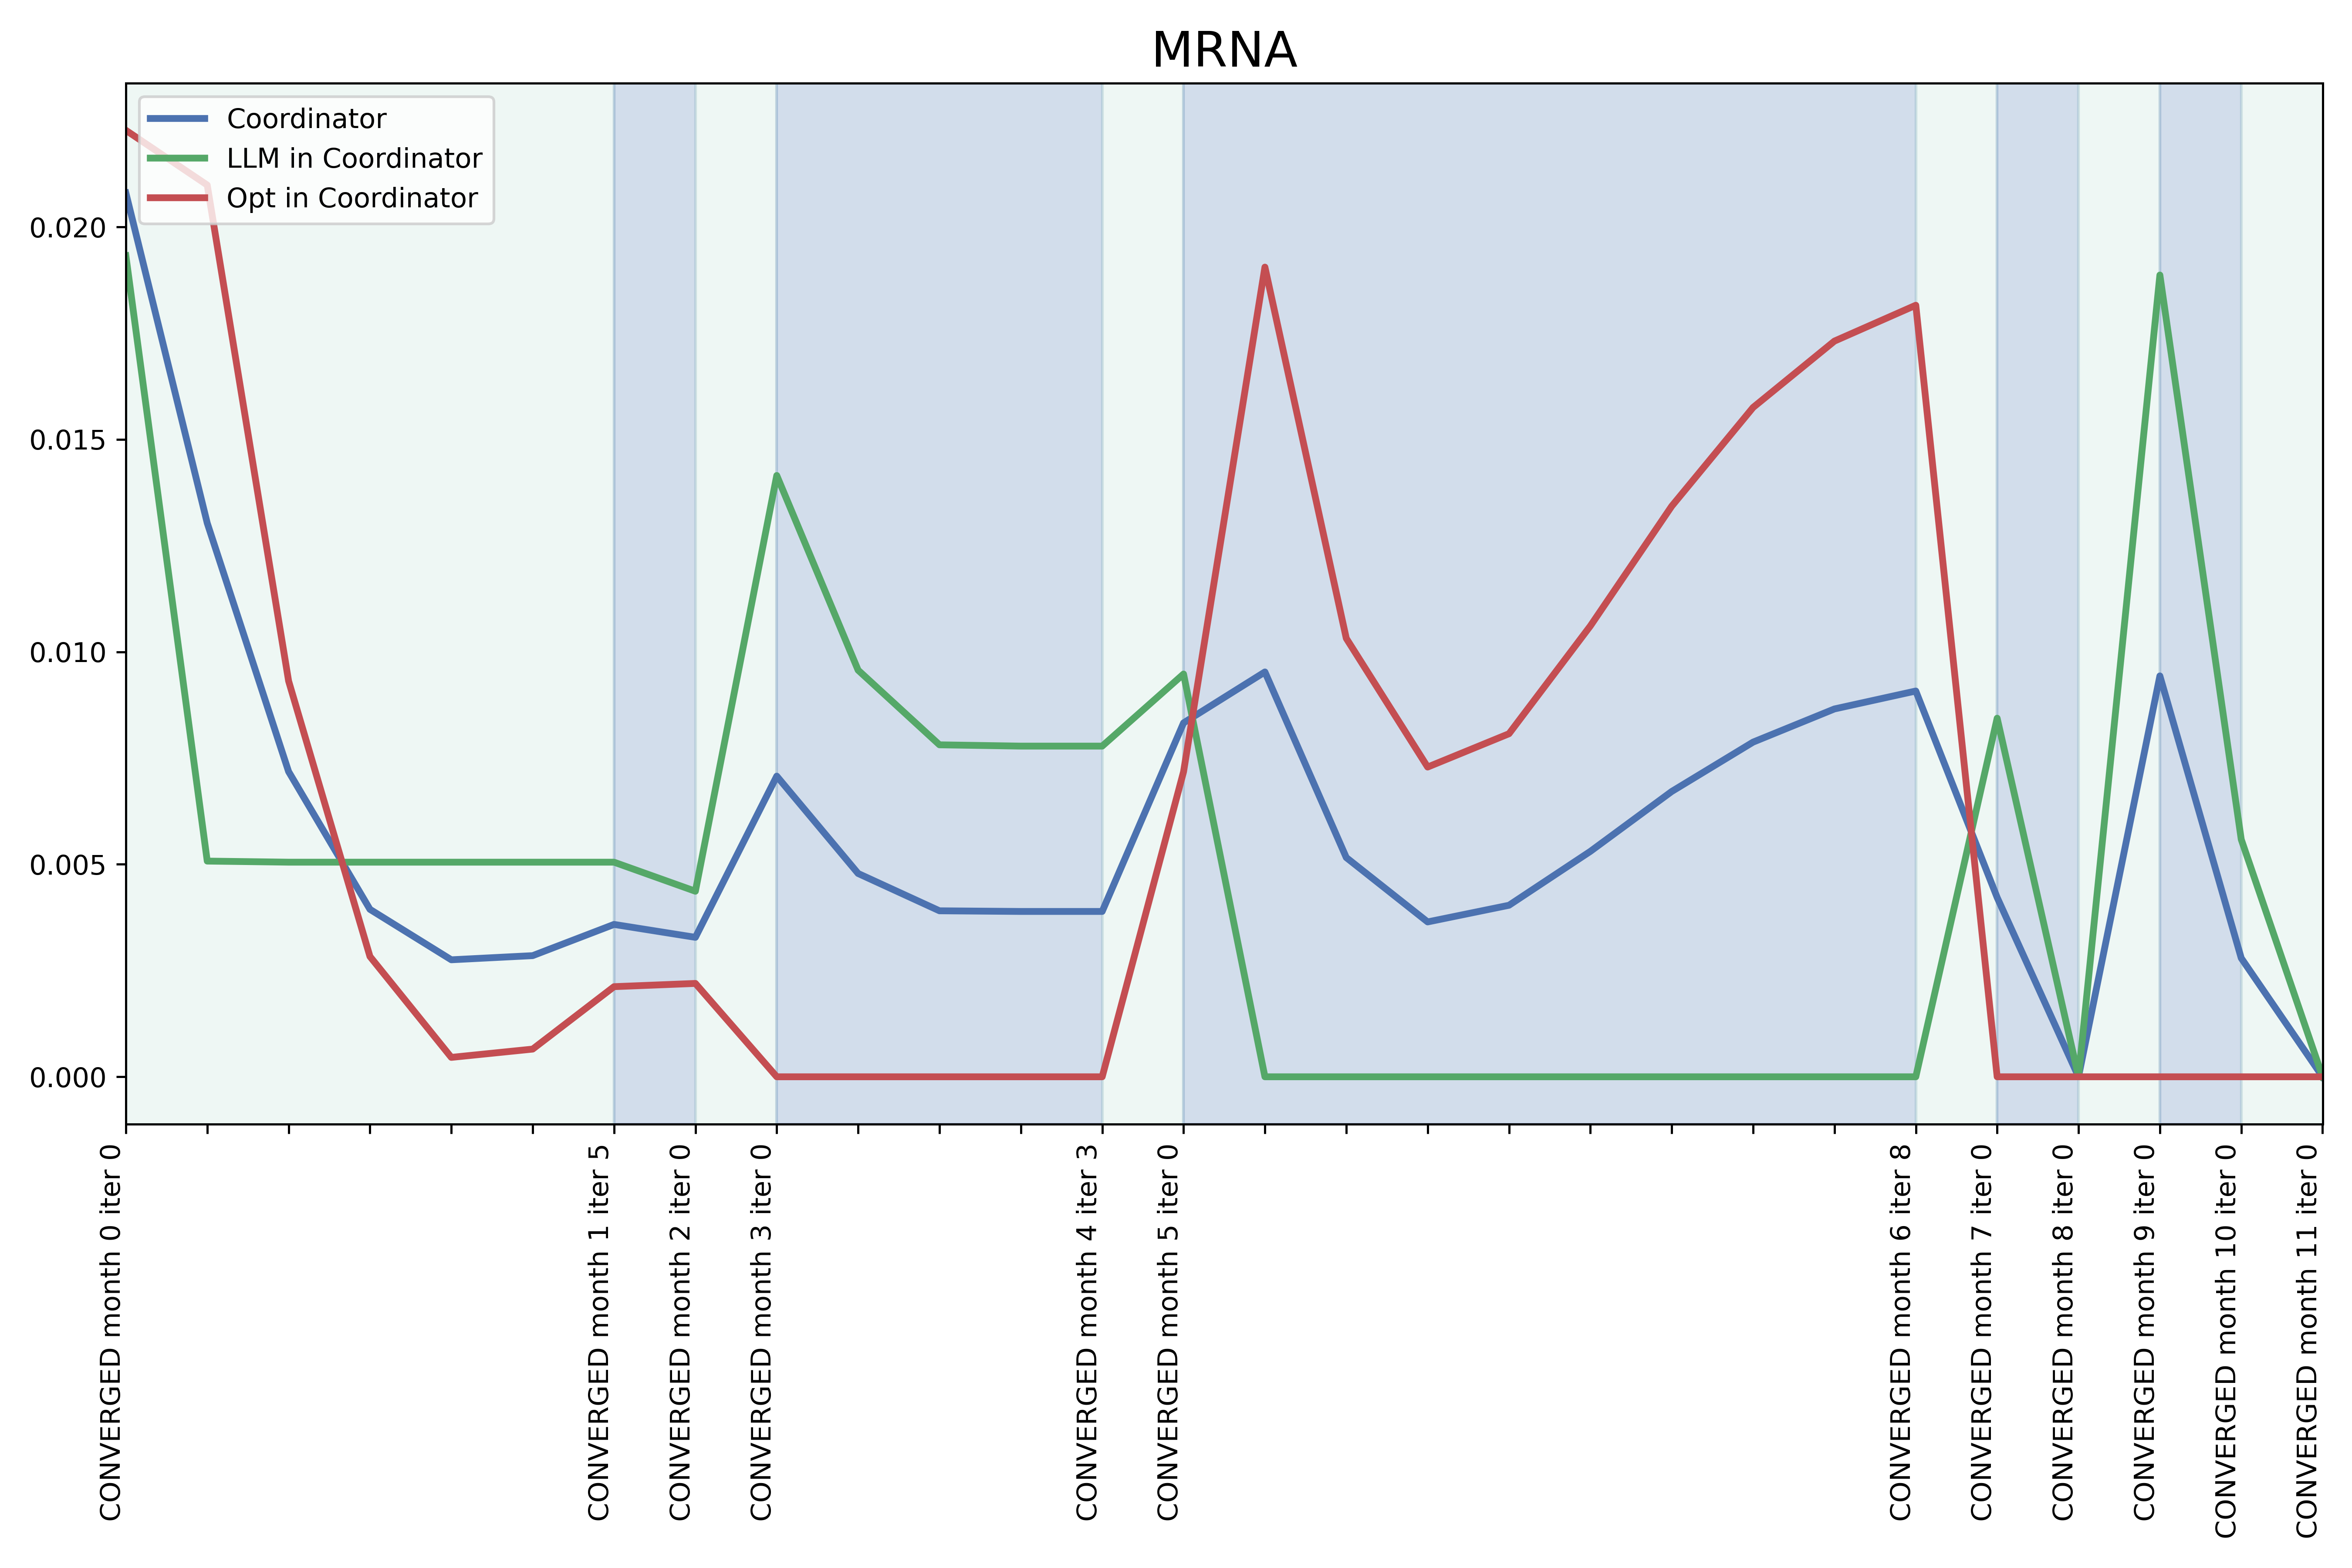 MRNA
Coordinator
LLM in Coordinator
Opt in Coordinator
0.020
0.015
0.010
0.005
0.000
CONVERGED month 0 iter 0
CONVERGED month 1 iter 5
CONVERGED month 2 iter 0
CONVERGED month 3 iter 0
CONVERGED month 4 iter 3
CONVERGED month 5 iter 0
CONVERGED month 6 iter 8
CONVERGED month 7 iter 0
CONVERGED month 8 iter 0
CONVERGED month 9 iter 0
CONVERGED month 10 iter 0
CONVERGED month 11 iter 0